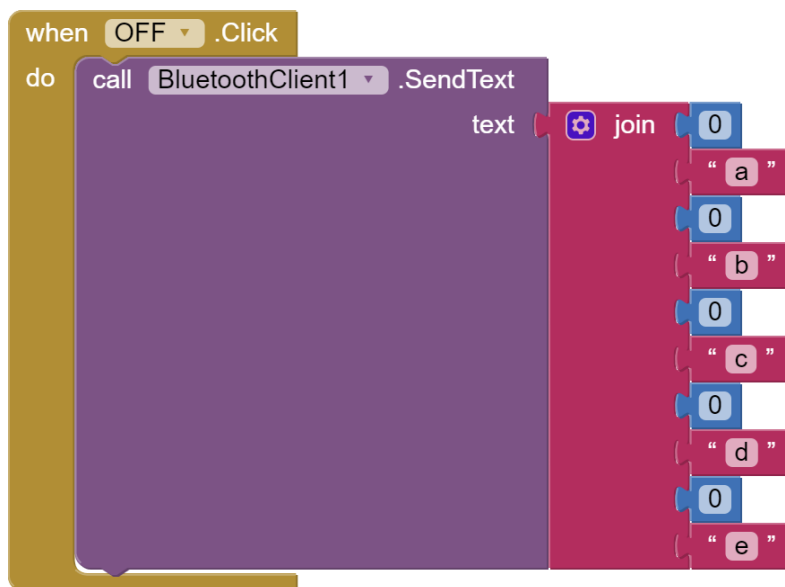 when OFF .Click
do call BluetoothClient1 .SendText
text join 0
“ a ”
0
“ b ”
0
“ c ”
0
“ d ”
0
“ e ”